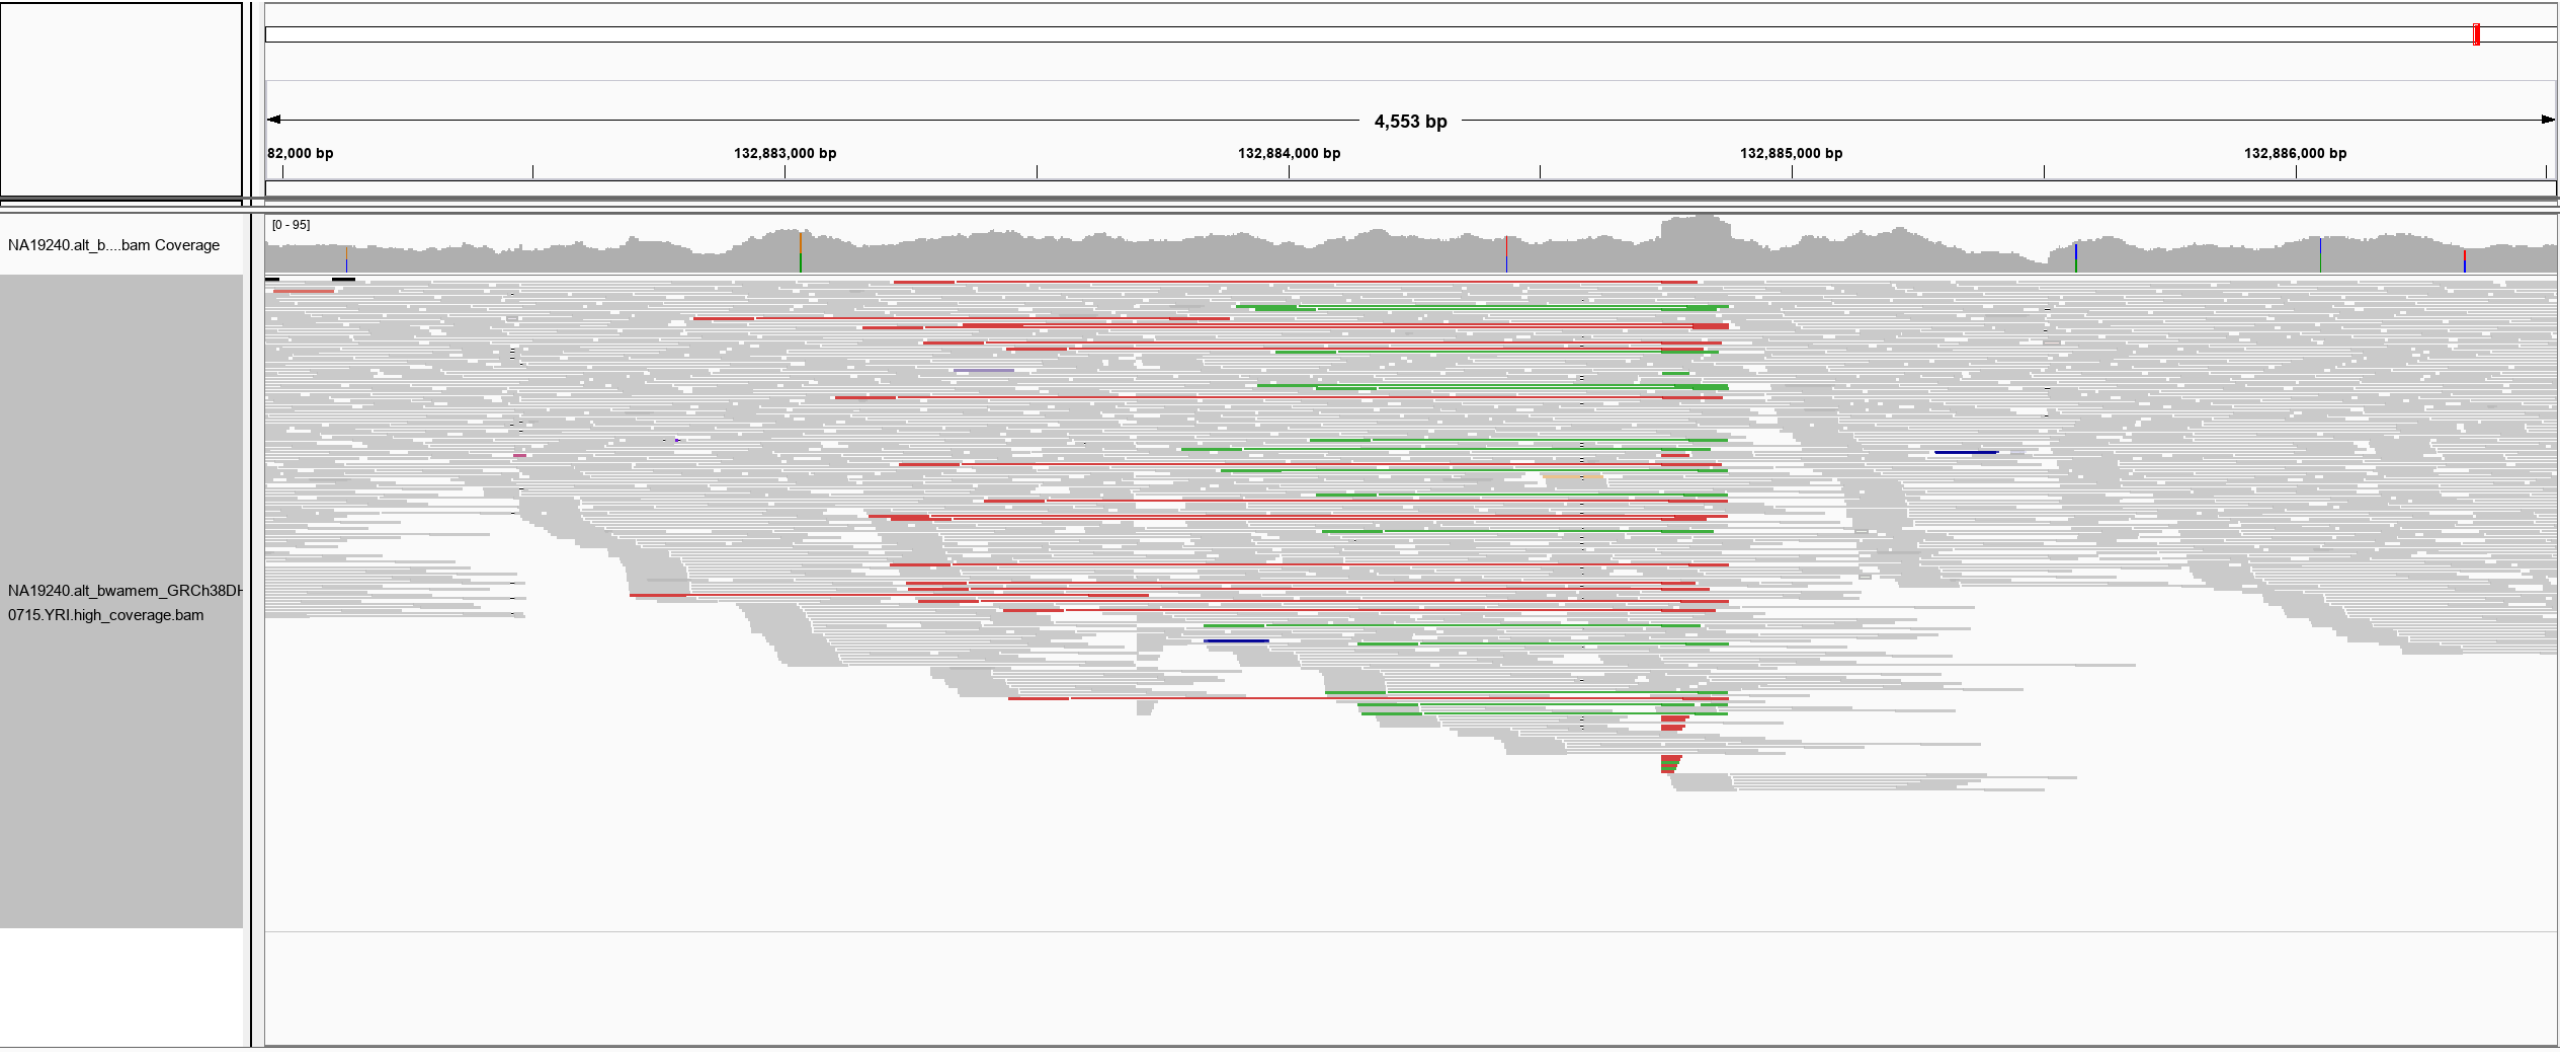 4,553 bp
82,000 bp 132,883,000 bp 132,884,000 bp 132,885,000 bp 132,886,000 bp
[0 - 95]
NA19240.alt_b....bam Coverage
NA19240.alt_bwamem_GRCh38DH
0715.YRI.high_coverage.bam